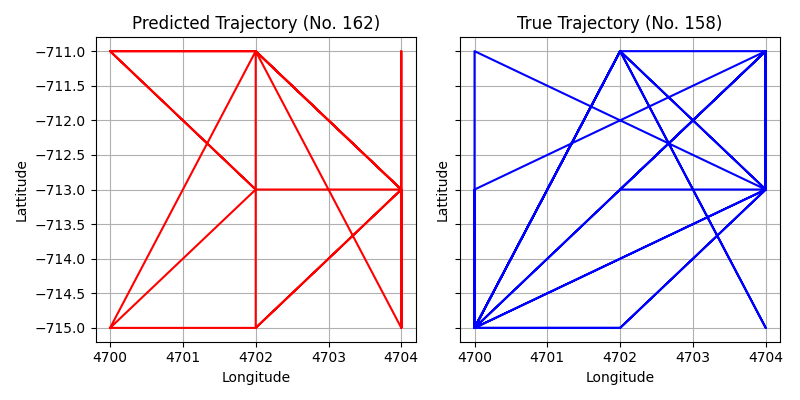 Predicted Trajectory (No. 162)
True Trajectory (No. 158)
−711.0
−711.5
−712.0
−712.5
−713.0
−713.5
−714.0
−714.5
−715.0
Lattitude
Lattitude
4700 4701 4702 4703 4704
4700 4701 4702 4703 4704
Longitude
Longitude